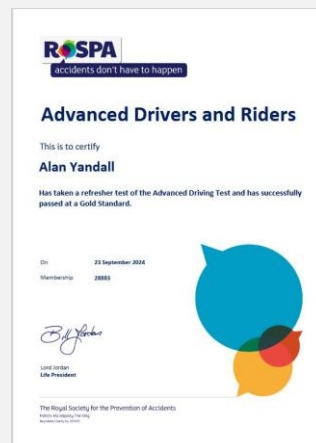 RoSPA
accidents don't have to happen
Advanced Drivers and Riders
This is to certify
Alan Yandall
Has taken a refresher test of the Advanced Driving Test and has successfully
passed at a Gold Standard.
On 23 September 2024
Membership
Lord Jordan
Life President
The Royal Society for the Prevention of Accidents